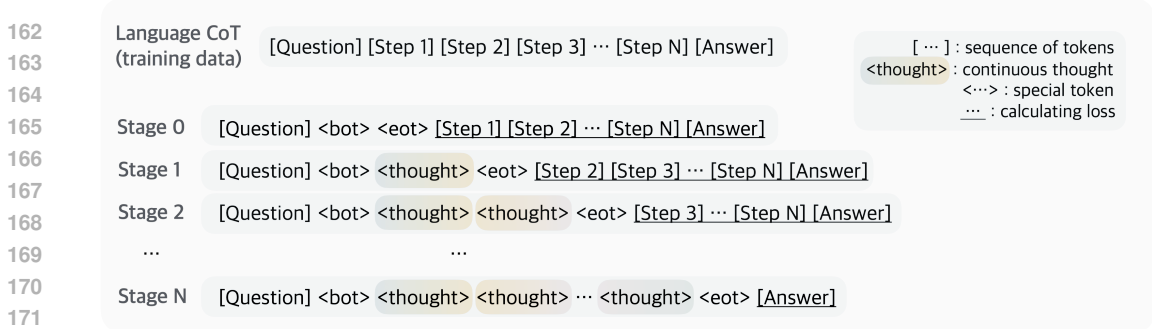 162
163
164
165
166
167
168
169
170
171
Language CoT
(training data)
[Question] [Step 1] [Step 2] [Step 3] ··· [Step N] [Answer]
[ ··· ] : sequence of tokens
<thought> : continuous thought
<···> : special token
··· : calculating loss
Stage 0 [Question] <bot> <eot> [Step 1] [Step 2] ··· [Step N] [Answer]
Stage 1 [Question] <bot> <thought> <eot> [Step 2] [Step 3] ··· [Step N] [Answer]
Stage 2 [Question] <bot> <thought> <thought> <eot> [Step 3] ··· [Step N] [Answer]
··· ···
Stage N [Question] <bot> <thought> <thought> ··· <thought> <eot> [Answer]